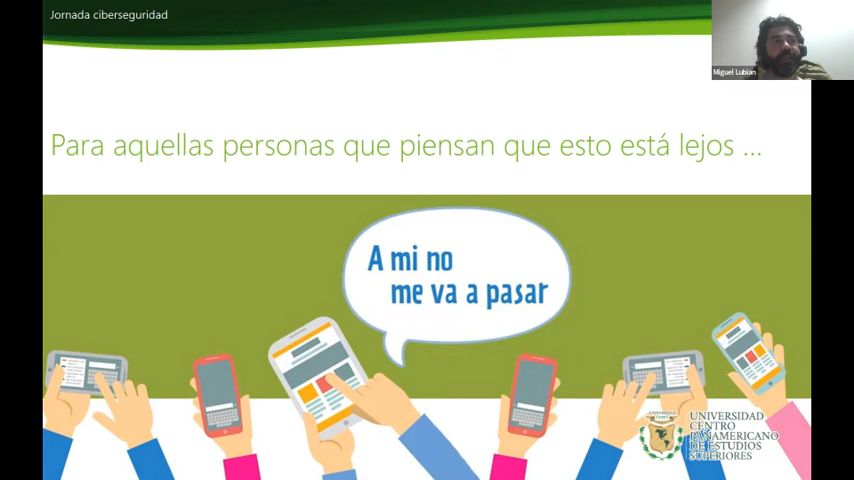 Jornada ciberseguridad
Miguel Lubian
Para aquellas personas que piensan que esto está lejos ...
A mi no
me va a pasar
UNIVERSIDAD
CENTRO
PANAMERICANO
DE ESTUDIOS
SUPERIORES